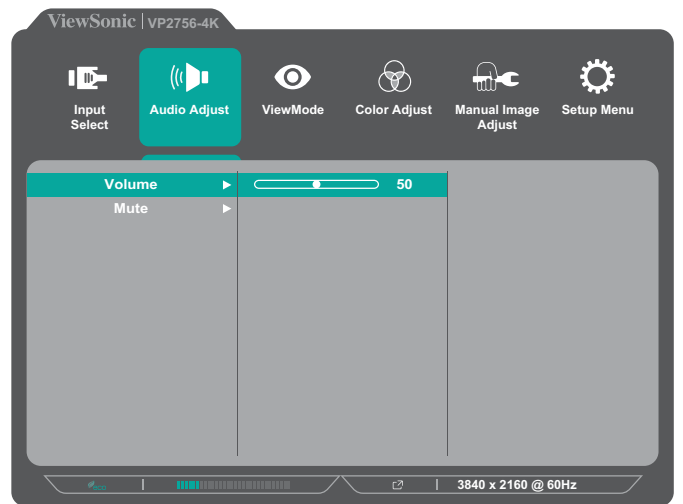 ViewSonic | VP2756-4K
Input Select
Audio Adjust
ViewMode
Color Adjust
Manual Image Adjust
Setup Menu
Volume
50
Mute
3840 x 2160 @ 60Hz